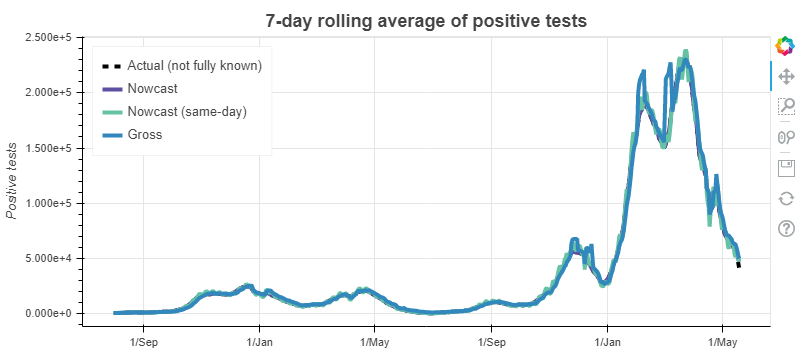 7-day rolling average of positive tests
2.500e+5
2.000e+5
1.500e+5
1.000e+5
5.000e+4
0.000e+0
Positive tests
Actual (not fully known)
Nowcast
Nowcast (same-day)
Gross
1/Sep
1/Jan
1/May
1/Sep
1/Jan
1/May